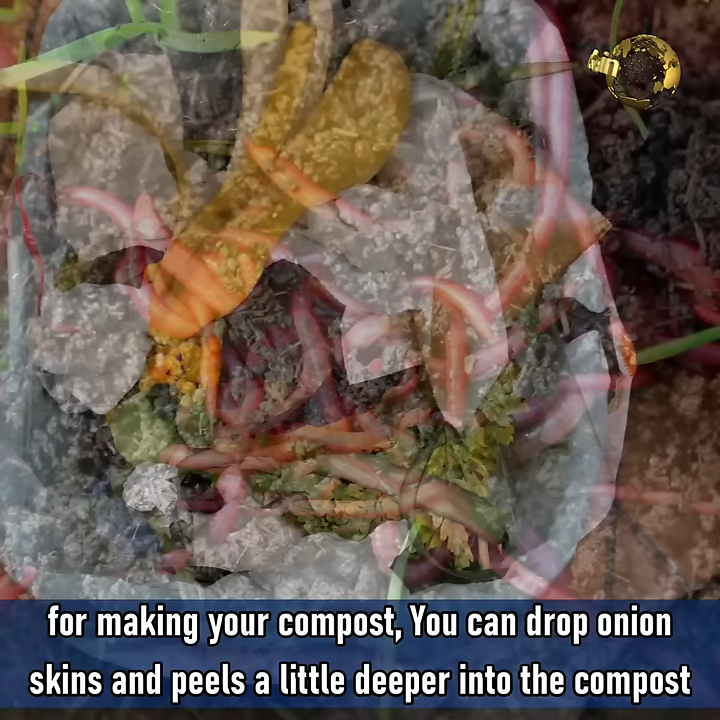 for making your compost, You can drop onion
skins and peels a little deeper into the compost